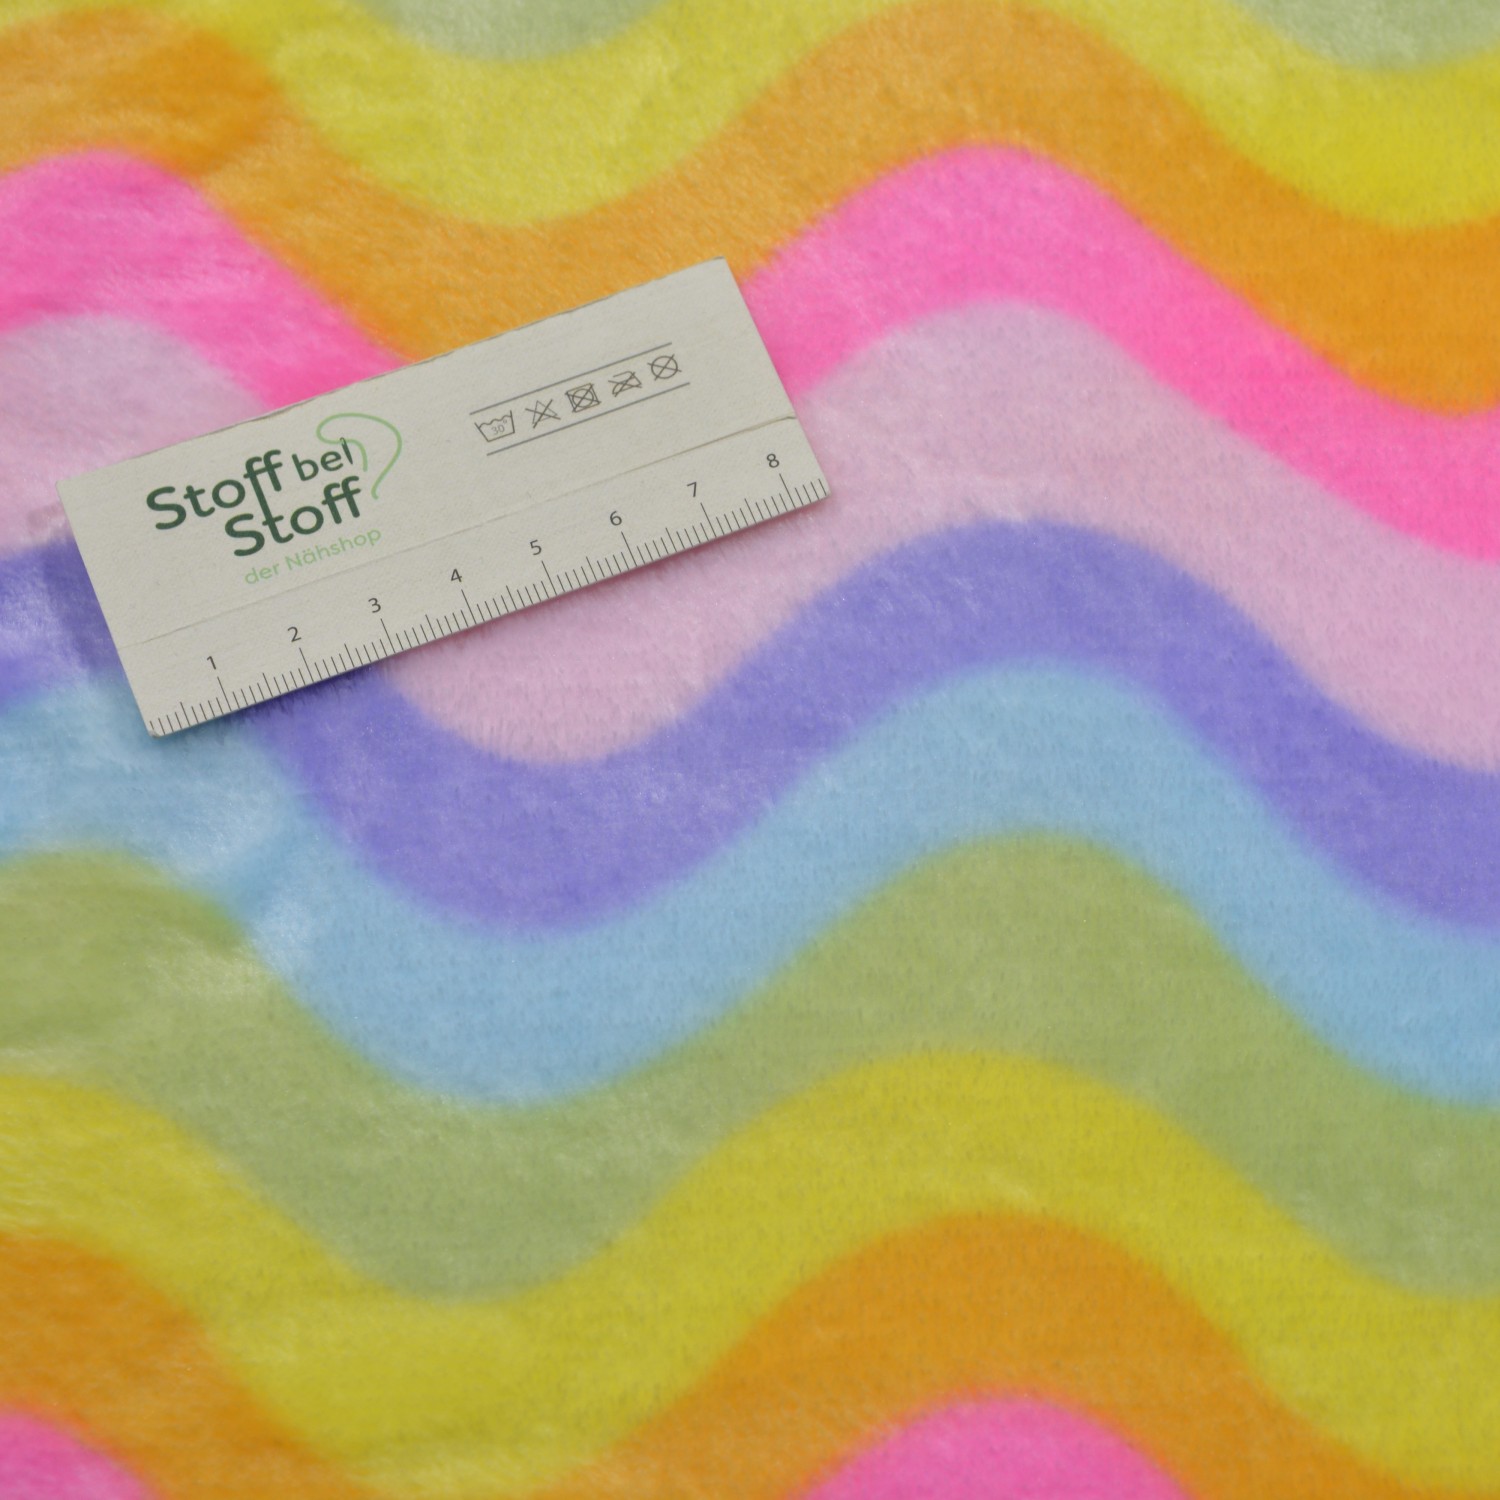 Stoff bei
Stoff
der Nähshop
30°
1 2 3 4 5 6 7 8